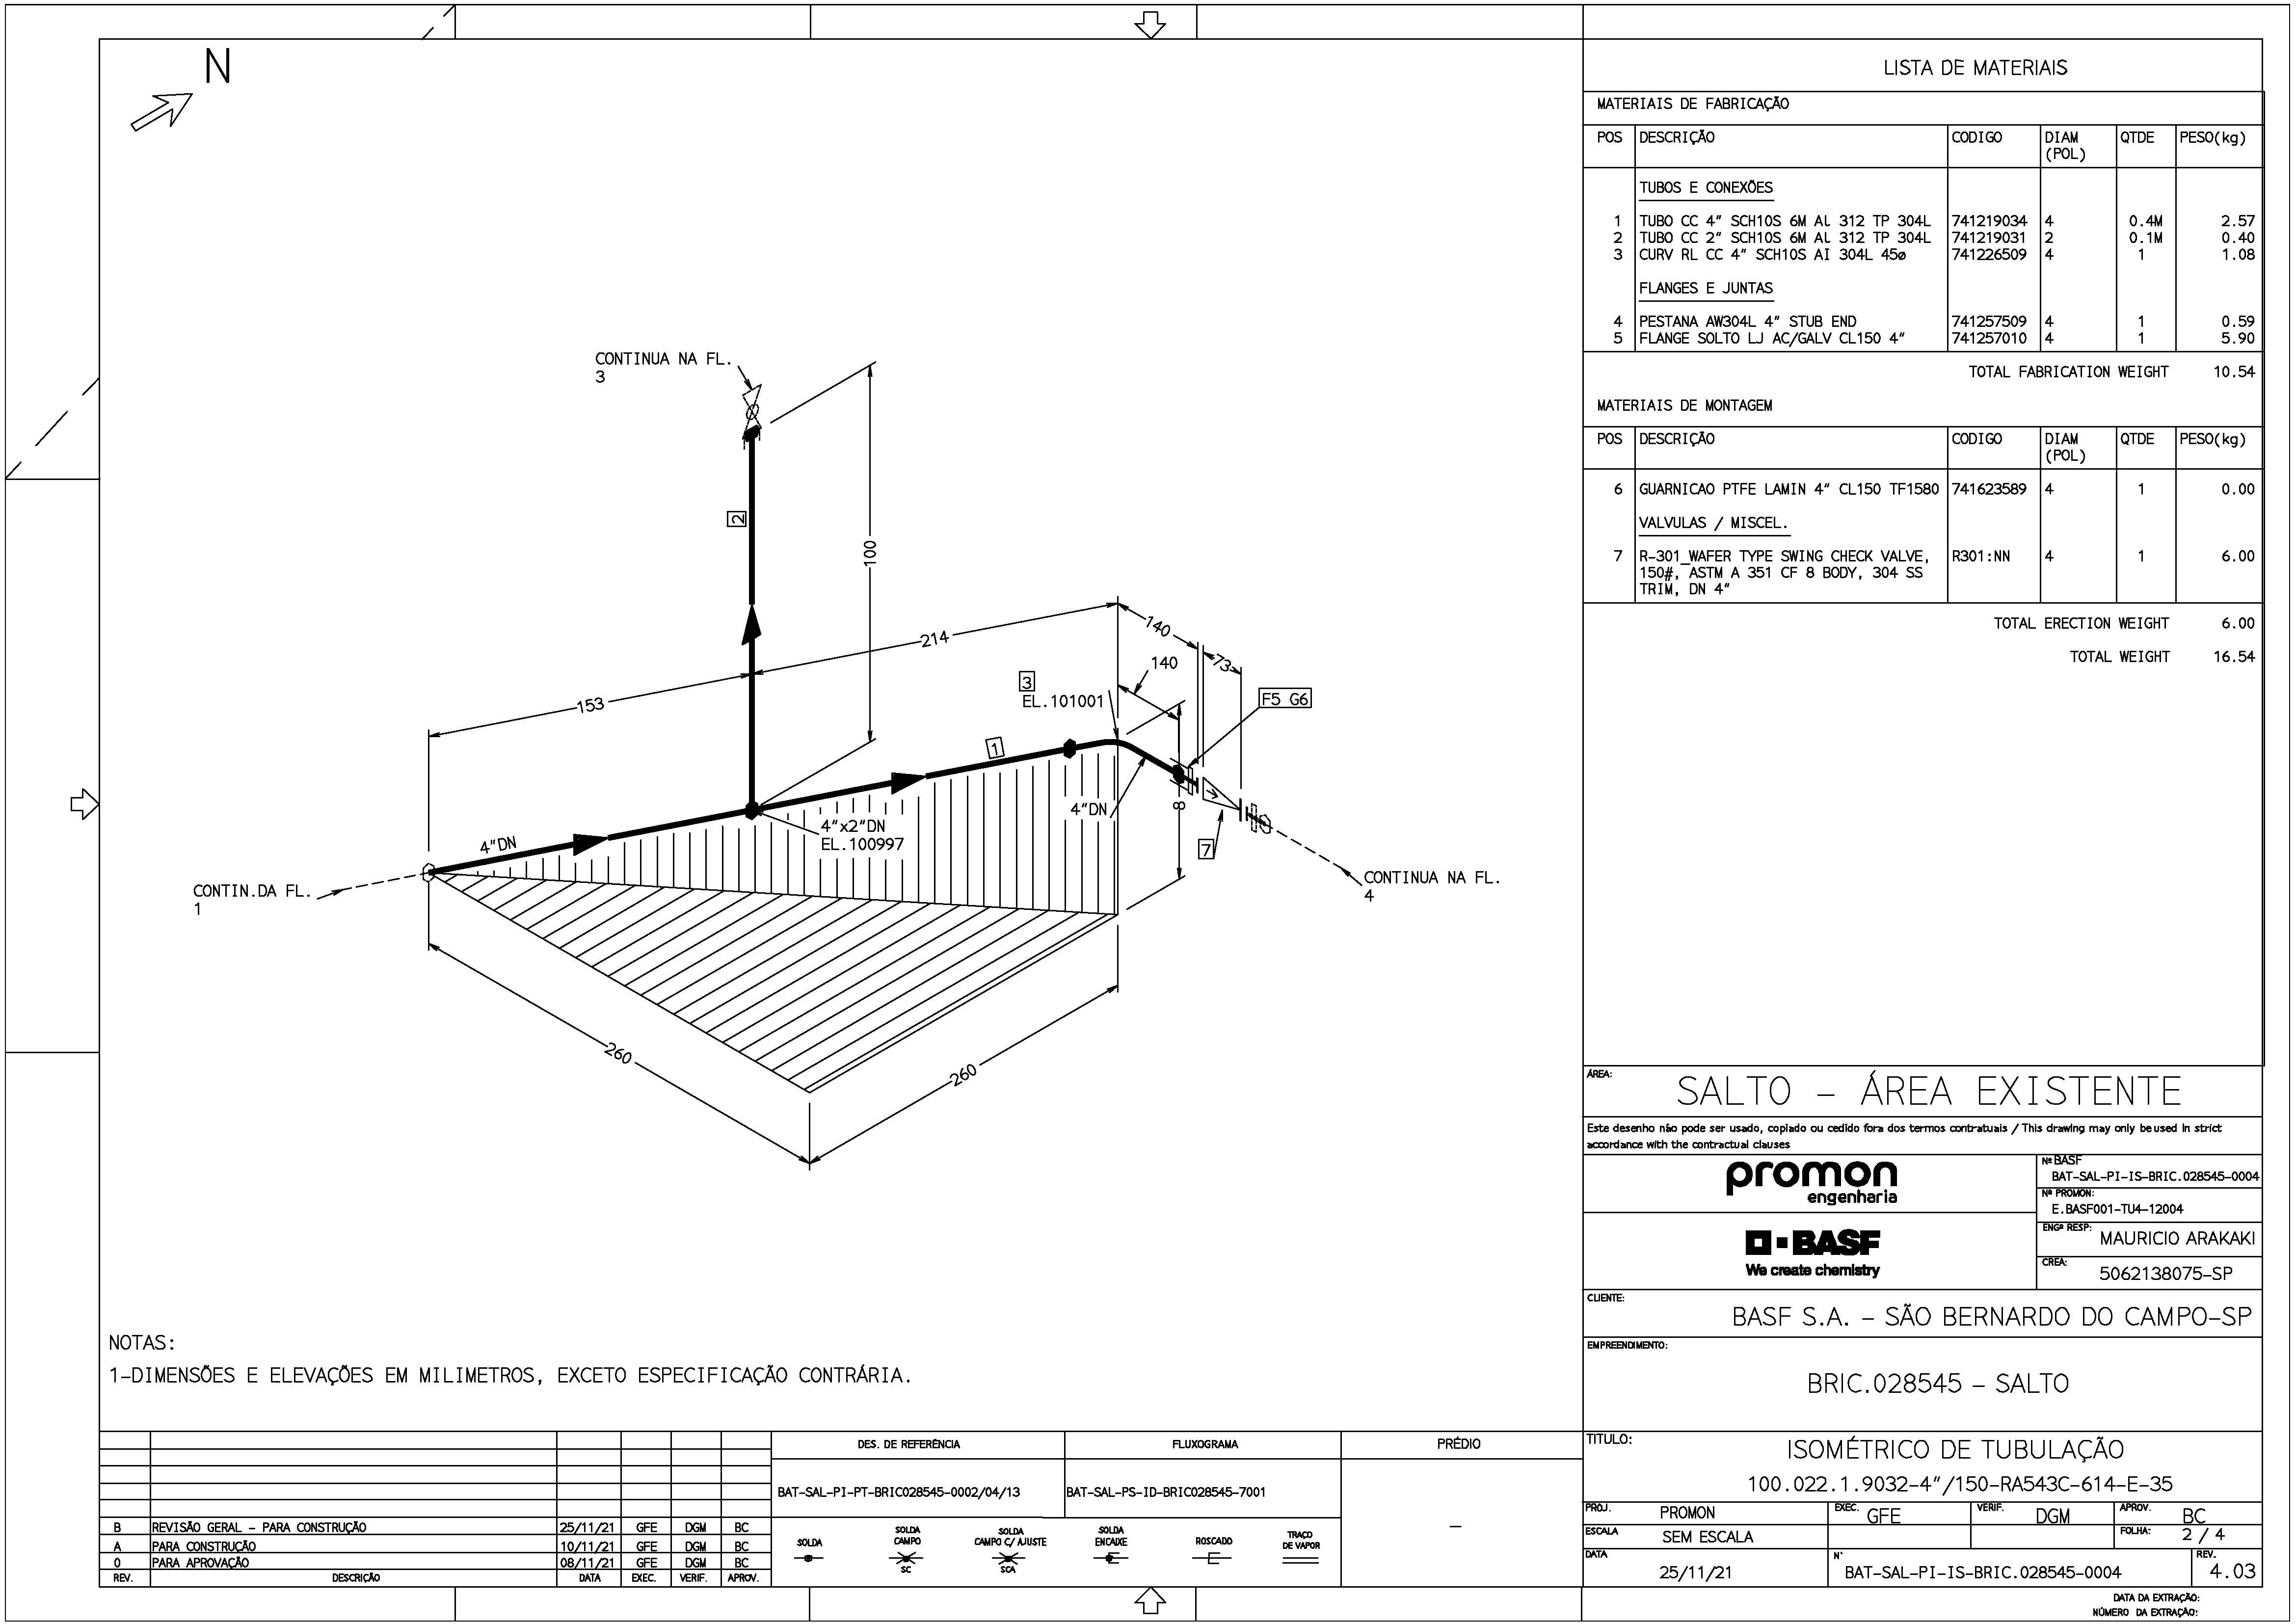 N
LISTA DE MATERIAIS
MATERIAIS DE FABRICAÇÃO
POS DESCRIÇÃO CODIGO DIAM (POL) QTDE PESO(kg)
TUBOS E CONEXÕES
1 TUBO CC 4" SCH10S 6M AL 312 TP 304L 741219034 4 0.4M 2.57
2 TUBO CC 2" SCH10S 6M AL 312 TP 304L 741219031 2 0.1M 0.40
3 CURV RL CC 4" SCH10S AI 304L 45ø 741226509 4 1 1.08
FLANGES E JUNTAS
4 PESTANA AW304L 4" STUB END 741257509 4 1 0.59
5 FLANGE SOLTO LJ AC/GALV CL150 4" 741257010 4 1 5.90
TOTAL FABRICATION WEIGHT 10.54
MATERIAIS DE MONTAGEM
POS DESCRIÇÃO CODIGO DIAM (POL) QTDE PESO(kg)
6 GUARNICAO PTFE LAMIN 4" CL150 TF1580 741623589 4 1 0.00
VALVULAS / MISCEL.
7 R-301_WAFER TYPE SWING CHECK VALVE, R301:NN 4 1 6.00
150#, ASTM A 351 CF 8 BODY, 304 SS
TRIM, DN 4"
TOTAL ERECTION WEIGHT 6.00
TOTAL WEIGHT 16.54
CONTINUA NA FL.
3
2
100
140
214
73
140
3
EL.101001
F5 G6
153
1
8
4"DN
4"x2"DN
EL.100997
4"DN
7
CONTIN.DA FL.
1
CONTINUA NA FL.
4
260
260
NOTAS:
1-DIMENSÕES E ELEVAÇÕES EM MILIMETROS, EXCETO ESPECIFICAÇÃO CONTRÁRIA.
ÁREA:
SALTO - ÁREA EXISTENTE
Este desenho não pode ser usado, copiado ou cedido fora dos termos contratuais / This drawing may only be used in strict
accordance with the contractual clauses
promon
engenharia
Nº BASF
BAT-SAL-PI-IS-BRIC.028545-0004
Nº PROMON:
E.BASF001-TU4-12004
BASF
We create chemistry
ENGº RESP:
MAURICIO ARAKAKI
CREA:
5062138075-SP
CLIENTE:
BASF S.A. - SÃO BERNARDO DO CAMPO-SP
EMPREENDIMENTO:
BRIC.028545 - SALTO
TITULO:
ISOMÉTRICO DE TUBULAÇÃO
100.022.1.9032-4"/150-RA543C-614-E-35
PROJ. PROMON EXEC. GFE VERIF. DGM APROV. BC
ESCALA SEM ESCALA FOLHA: 2 / 4
DATA 25/11/21 N° BAT-SAL-PI-IS-BRIC.028545-0004 REV. 4.03
DATA DA EXTRAÇÃO:
NÚMERO DA EXTRAÇÃO:
DES. DE REFERÊNCIA FLUXOGRAMA PRÉDIO
BAT-SAL-PI-PT-BRIC028545-0002/04/13 BAT-SAL-PS-ID-BRIC028545-7001 -
B REVISÃO GERAL - PARA CONSTRUÇÃO 25/11/21 GFE DGM BC
A PARA CONSTRUÇÃO 10/11/21 GFE DGM BC
0 PARA APROVAÇÃO 08/11/21 GFE DGM BC
REV. DESCRIÇÃO DATA EXEC. VERIF. APROV.
SOLDA
SOLDA CAMPO
SC
SOLDA CAMPO C/ AJUSTE
SCA
SOLDA ENCAIXE
ROSCADO
TRAÇO DE VAPOR